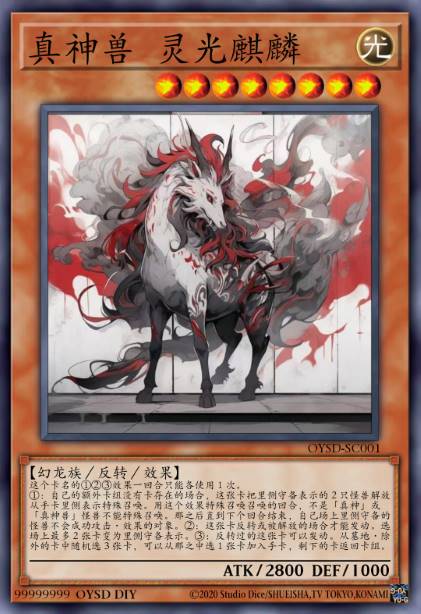 真神兽 灵光麒麟
光
OYSD-SC001
【幻龙族／反转／效果】
这个卡名的①②③效果一回合只能各使用1次。
①：自己的额外卡组没有卡存在的场合，这张卡把里侧守备表示的2只怪兽解放
从手卡里侧表示特殊召唤。用这个效果特殊召唤的场合，不是「真神」或
「真神兽」怪兽不能特殊召唤。那之后直到下个回合结束，自己场上里侧守备的
怪兽不会成为攻击·效果的对象。②：这张卡反转或被解放的场合才能发动。选
场上最多2张卡变为里侧守备表示。③：反转过的这张卡可以发动。从墓地·除
外的卡中随机选3张卡，可以从那之中选1张卡加入手卡，剩下的卡返回卡组。
ATK/2800 DEF/1000
99999999 OYSD DIY
©2020 Studio Dice/SHUEISHA,TV TOKYO,KONAMI